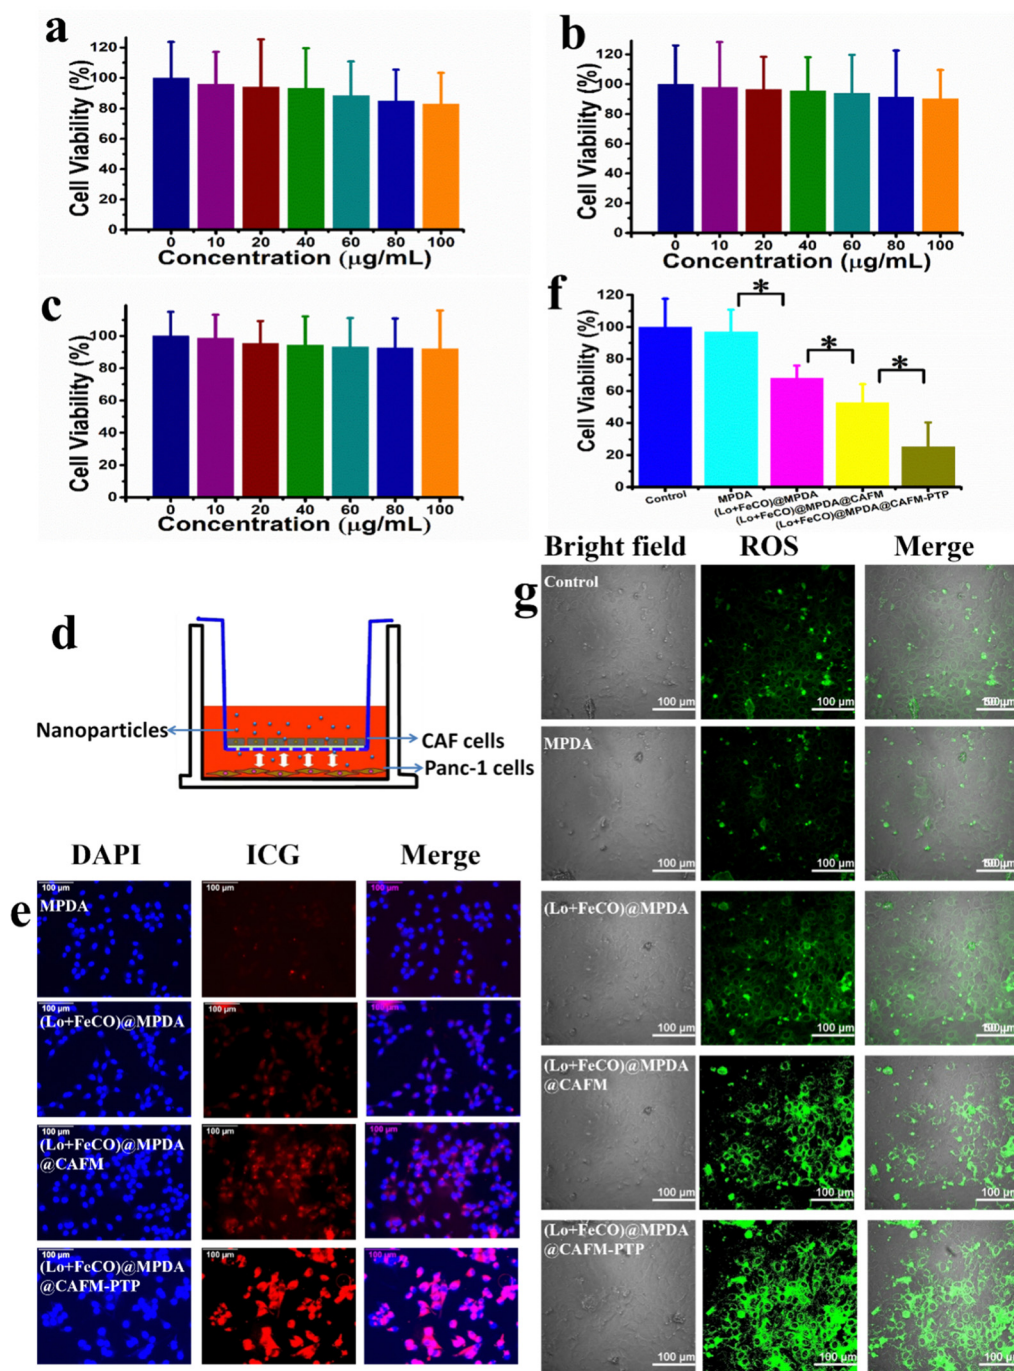 a
Cell Viability (%)
120
100
80
60
40
20
0
0 10 20 40 60 80 100
Concentration (μg/mL)
b
Cell Viability (%)
120
100
80
60
40
20
0
0 10 20 40 60 80 100
Concentration (μg/mL)
c
Cell Viability (%)
100
80
60
40
20
0
0 10 20 40 60 80 100
Concentration (μg/mL)
f
Cell Viability (%)
120
100
80
60
40
20
0
* * *
Control
MPDA
(Lo+FeCO)@MPDA
(Lo+FeCO)@MPDA@CAFM
(Lo+FeCO)@MPDA@CAFM-PTP
d
Nanoparticles
CAF cells
Panc-1 cells
e
DAPI ICG Merge
100 μm 100 μm 100 μm
MPDA
100 μm 100 μm 100 μm
(Lo+FeCO)@MPDA
100 μm 100 μm 100 μm
(Lo+FeCO)@MPDA
@CAFM
100 μm 100 μm 100 μm
(Lo+FeCO)@MPDA
@CAFM-PTP
g
Bright field ROS Merge
Control
100 μm 100 μm μm
MPDA
100 μm 100 μm μm
(Lo+FeCO)@MPDA
100 μm 100 μm μm
(Lo+FeCO)@MPDA
@CAFM
100 μm 100 μm 100 μm
(Lo+FeCO)@MPDA
@CAFM-PTP
100 μm 100 μm 100 μm